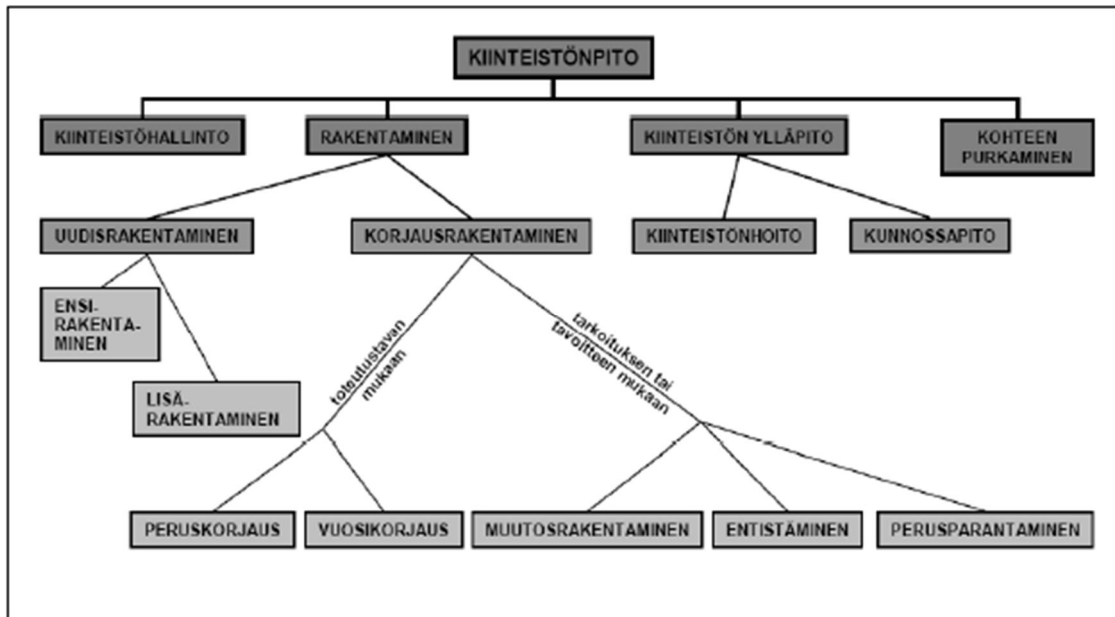 KIINTEISTÖNPITO
KIINTEISTÖHALLINTO
RAKENTAMINEN
KIINTEISTÖN YLLÄPITO
KOHTEEN
PURKAMINEN
UUDISRAKENTAMINEN
KORJAUSRAKENTAMINEN
KIINTEISTÖNHOITO
KUNNOSSAPITO
ENSI-
RAKENTA-
MINEN
LISÄ-
RAKENTAMINEN
toteutustavan
mukaan
tarkoituksen tai
tavoitteen mukaan
PERUSKORJAUS
VUOSIKORJAUS
MUUTOSRAKENTAMINEN
ENTISTÄMINEN
PERUSPARANTAMINEN